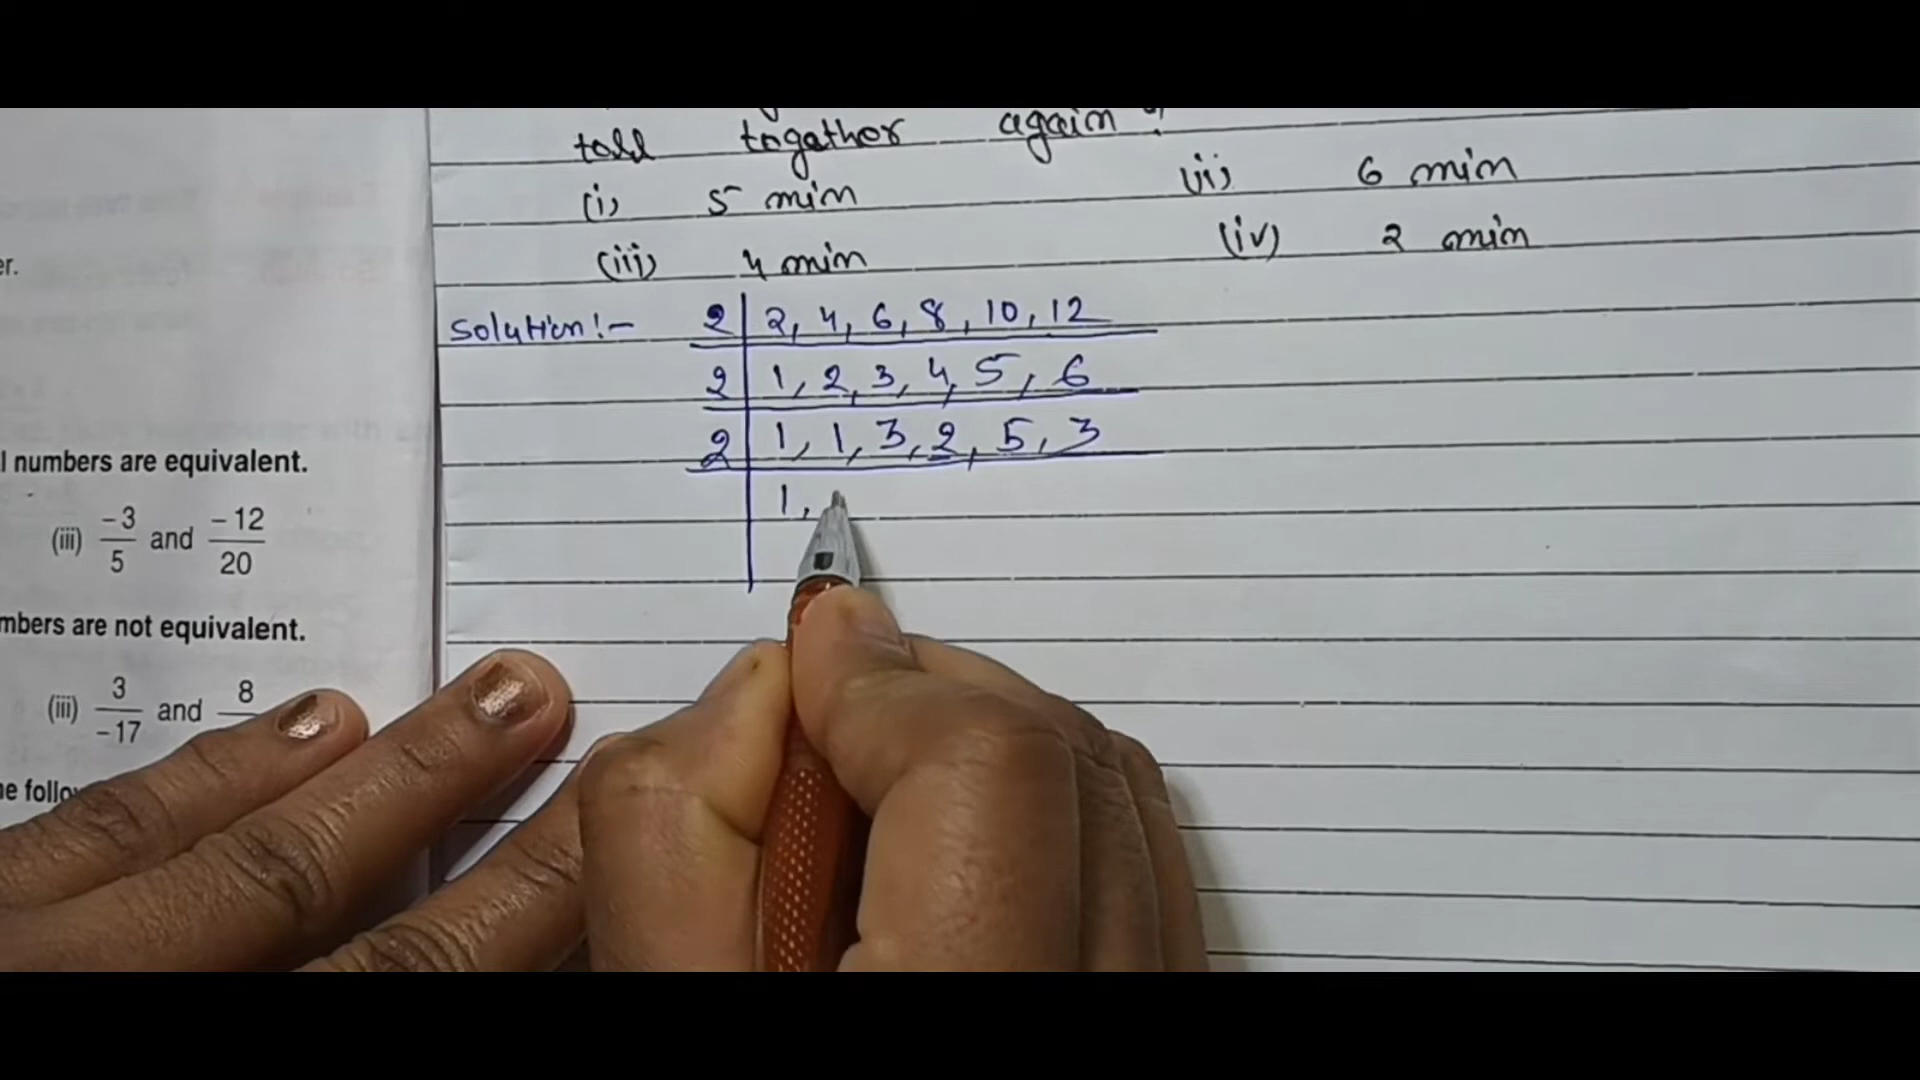 er.
l numbers are equivalent.
(iii) -3/5 and -12/20
mbers are not equivalent.
(iii) 3/-17 and 8
he follo
toll togather again?
(i) 5 min (ii) 6 min
(iii) 4 min (iv) 2 min
Solution:- 2 | 2, 4, 6, 8, 10, 12
2 | 1, 2, 3, 4, 5, 6
2 | 1, 1, 3, 2, 5, 3
1,